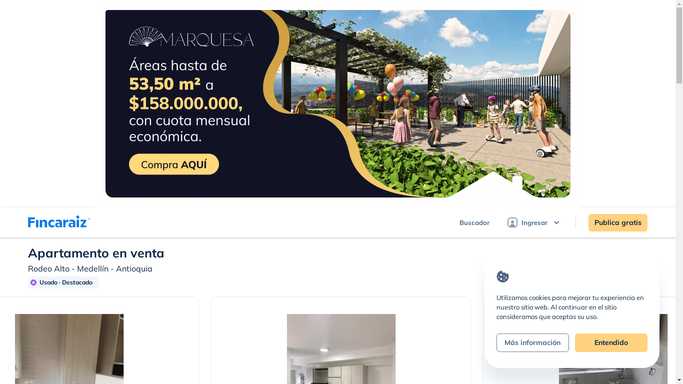 MARQUESA
Áreas hasta de
53,50 m² a
$158.000.000,
con cuota mensual
económica.
Compra AQUÍ
Fincaraiz
Buscador
Ingresar
Publica gratis
Apartamento en venta
Rodeo Alto - Medellín - Antioquia
Usado · Destacado
Utilizamos cookies para mejorar tu experiencia en
nuestro sitio web. Al continuar en el sitio
consideramos que aceptas su uso.
Más información
Entendido